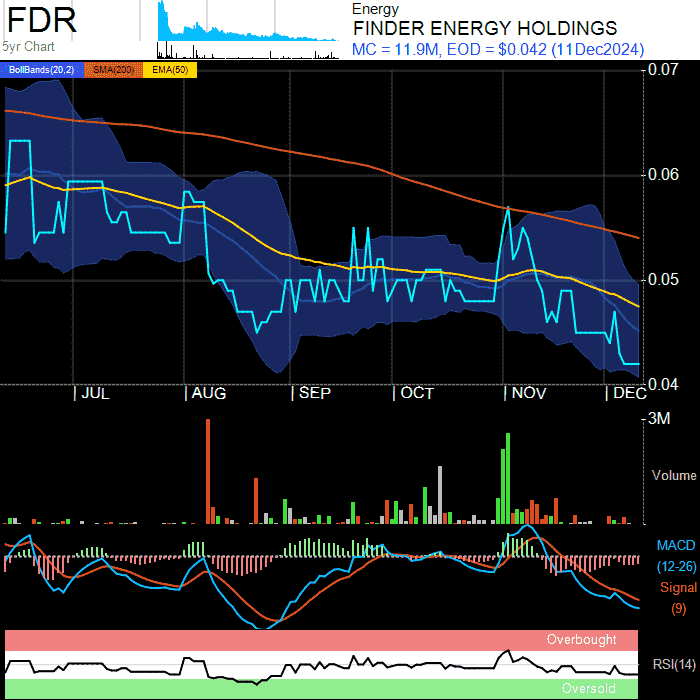 FDR
5yr Chart
Energy
FINDER ENERGY HOLDINGS
MC = 11.9M, EOD = $0.042 (11Dec2024)
BollBands(20,2) SMA(200) EMA(50)
0.07
0.06
0.05
0.04
JUL AUG SEP OCT NOV DEC
3M
Volume
MACD
(12-26)
Signal
(9)
Overbought
RSI(14)
Oversold